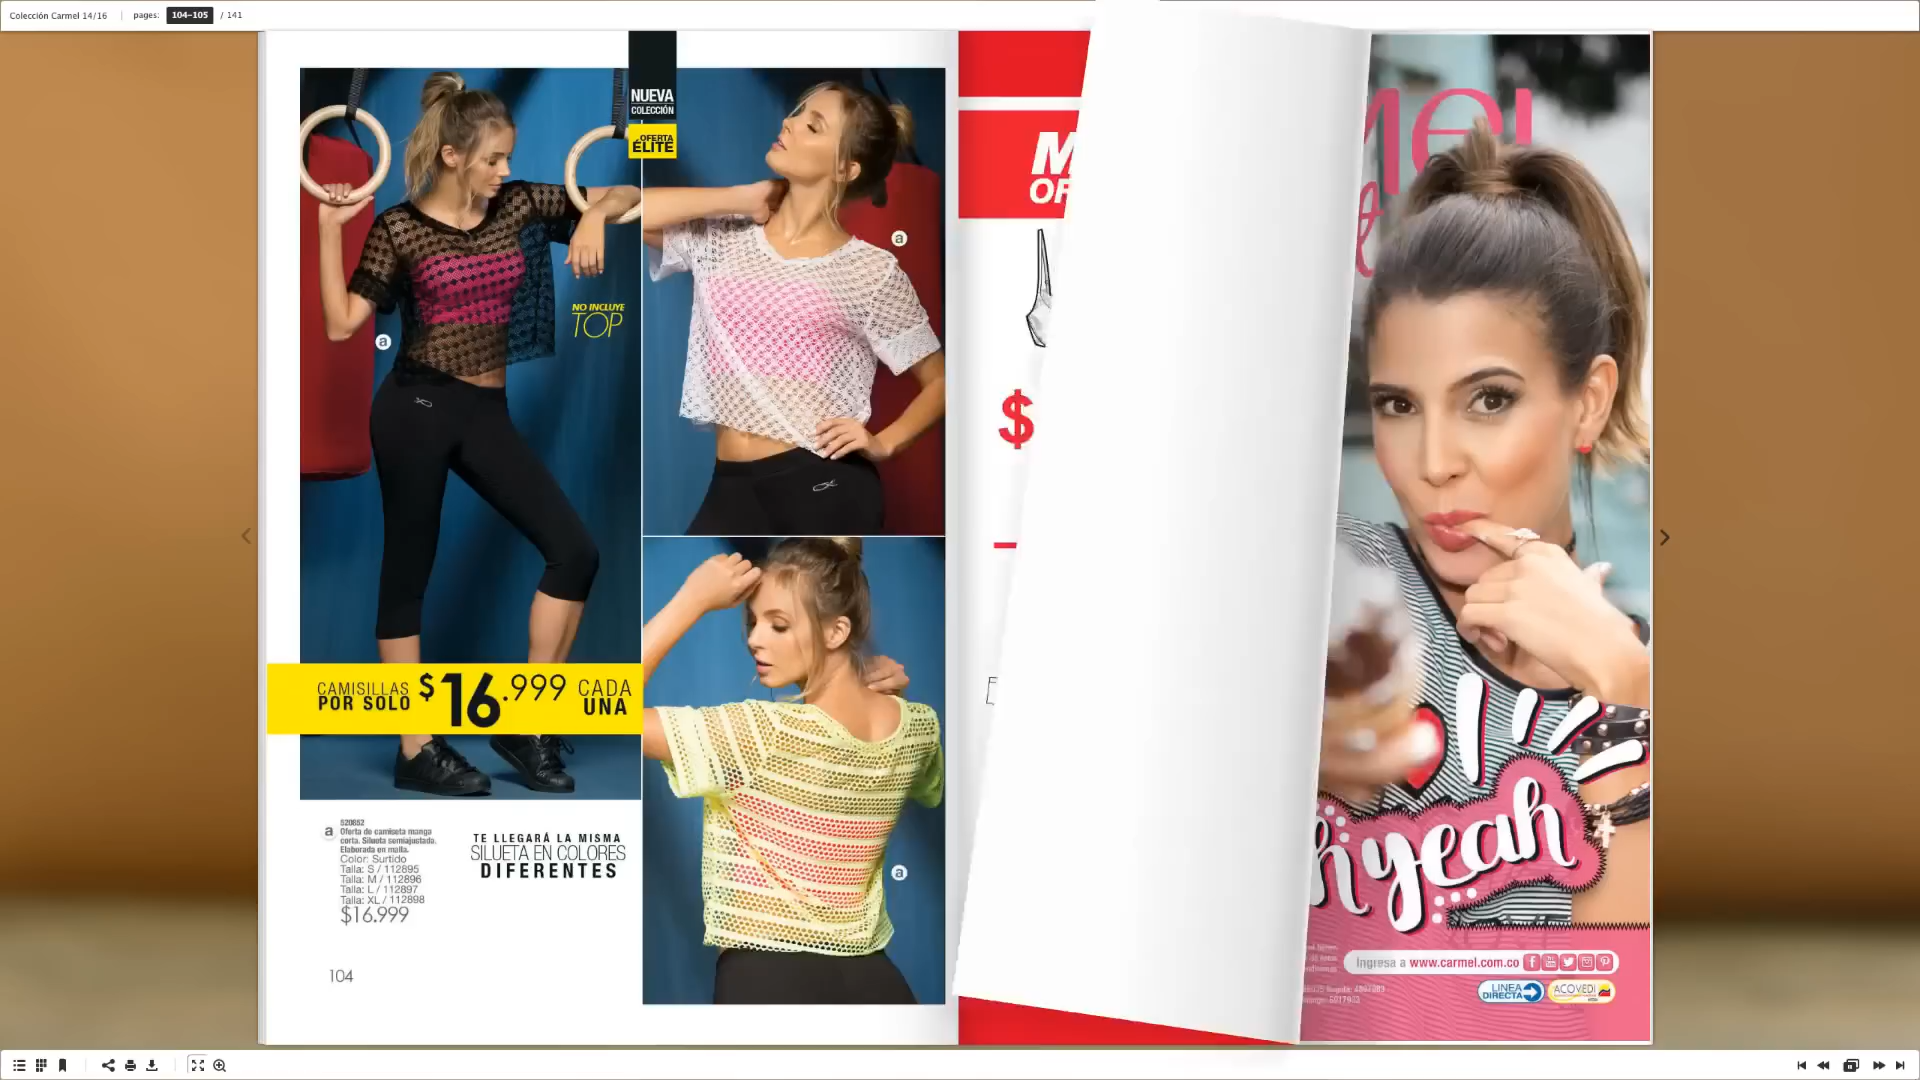 Colección Carmel 14/16
pages:
104–105
/ 141
NUEVA
COLECCIÓN
OFERTA
ÉLITE
NO INCLUYE
TOP
a
a
CAMISILLAS
POR SOLO
$16.999
CADA
UNA
a
520852
Oferta de camiseta manga
corta. Silueta semiajustada.
Elaborada en malla.
Color: Surtido
Talla: S / 112895
Talla: M / 112896
Talla: L / 112897
Talla: XL / 112898
$16.999
TE LLEGARÁ LA MISMA
SILUETA EN COLORES
DIFERENTES
a
104
$
yeah
Ingresa a www.carmel.com.co
LINEA
DIRECTA
ACOVEDI